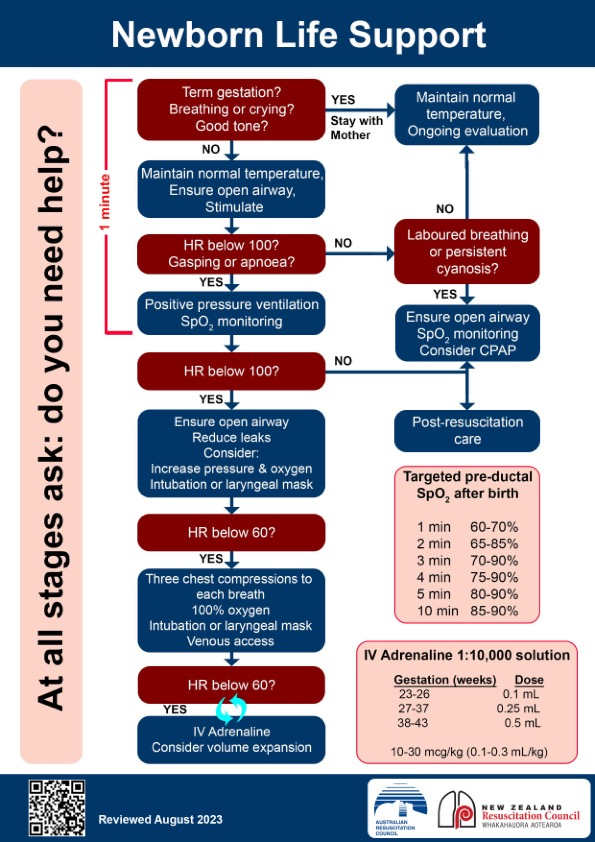 Newborn Life Support
At all stages ask: do you need help?
1 minute
Term gestation?
Breathing or crying?
Good tone?
YES
Stay with
Mother
Maintain normal
temperature,
Ongoing evaluation
NO
Maintain normal temperature,
Ensure open airway,
Stimulate
HR below 100?
Gasping or apnoea?
NO
Laboured breathing
or persistent
cyanosis?
NO
YES
YES
Positive pressure ventilation
SpO2 monitoring
Ensure open airway
SpO2 monitoring
Consider CPAP
HR below 100?
NO
Post-resuscitation
care
YES
Ensure open airway
Reduce leaks
Consider:
Increase pressure & oxygen
Intubation or laryngeal mask
HR below 60?
YES
Three chest compressions to
each breath
100% oxygen
Intubation or laryngeal mask
Venous access
HR below 60?
YES
IV Adrenaline
Consider volume expansion
Targeted pre-ductal
SpO2 after birth
1 min 60-70%
2 min 65-85%
3 min 70-90%
4 min 75-90%
5 min 80-90%
10 min 85-90%
IV Adrenaline 1:10,000 solution
Gestation (weeks) Dose
23-26 0.1 mL
27-37 0.25 mL
38-43 0.5 mL
10-30 mcg/kg (0.1-0.3 mL/kg)
Reviewed August 2023
AUSTRALIAN
RESUSCITATION
COUNCIL
NEW ZEALAND
Resuscitation Council
WHAKAHAUORA AOTEAROA